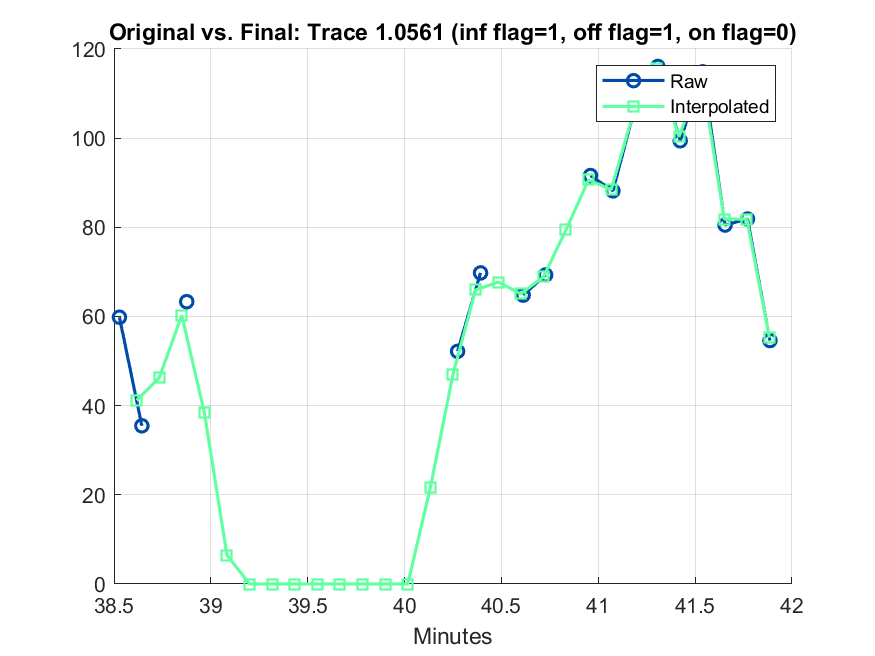 Original vs. Final: Trace 1.0561 (inf flag=1, off flag=1, on flag=0)
120
Raw
Interpolated
100
80
60
40
20
0
38.5 39 39.5 40 40.5 41 41.5 42
Minutes